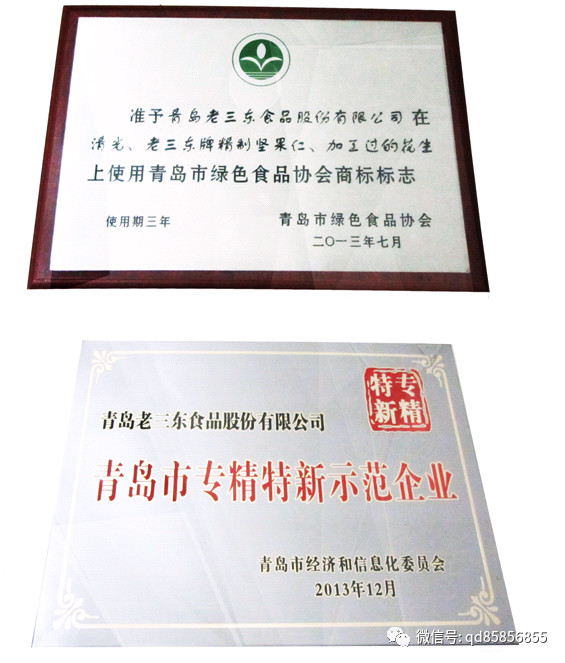 准予青岛老三东食品股份有限公司在
清光、老三东牌精制坚果仁、加工过的花生
上使用青岛市绿色食品协会商标标志
使用期三年
青岛市绿色食品协会
二〇一三年七月
特专
新精
青岛老三东食品股份有限公司
青岛市专精特新示范企业
青岛市经济和信息化委员会
2013年12月
微信号: qd85856855